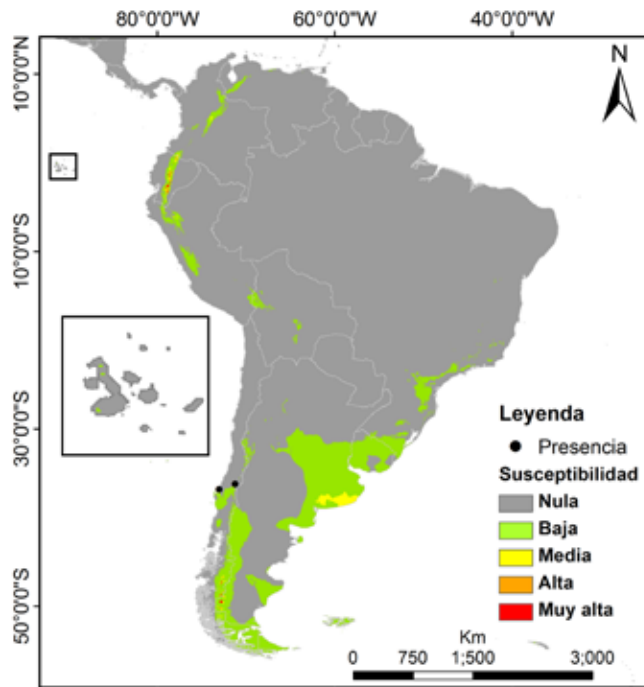 80°0'0"W 60°0'0"W 40°0'0"W
10°0'0"N
N
10°0'0"S
30°0'0"S
50°0'0"S
Leyenda
Presencia
Susceptibilidad
Nula
Baja
Media
Alta
Muy alta
Km
0 750 1:500 3;000